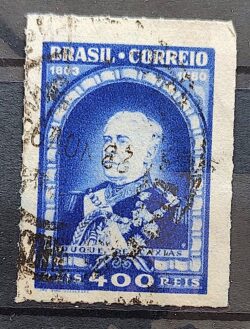 BRASIL · CORREIO
1803 1880
DUQUE DE CAXIAS
REIS 400 REIS